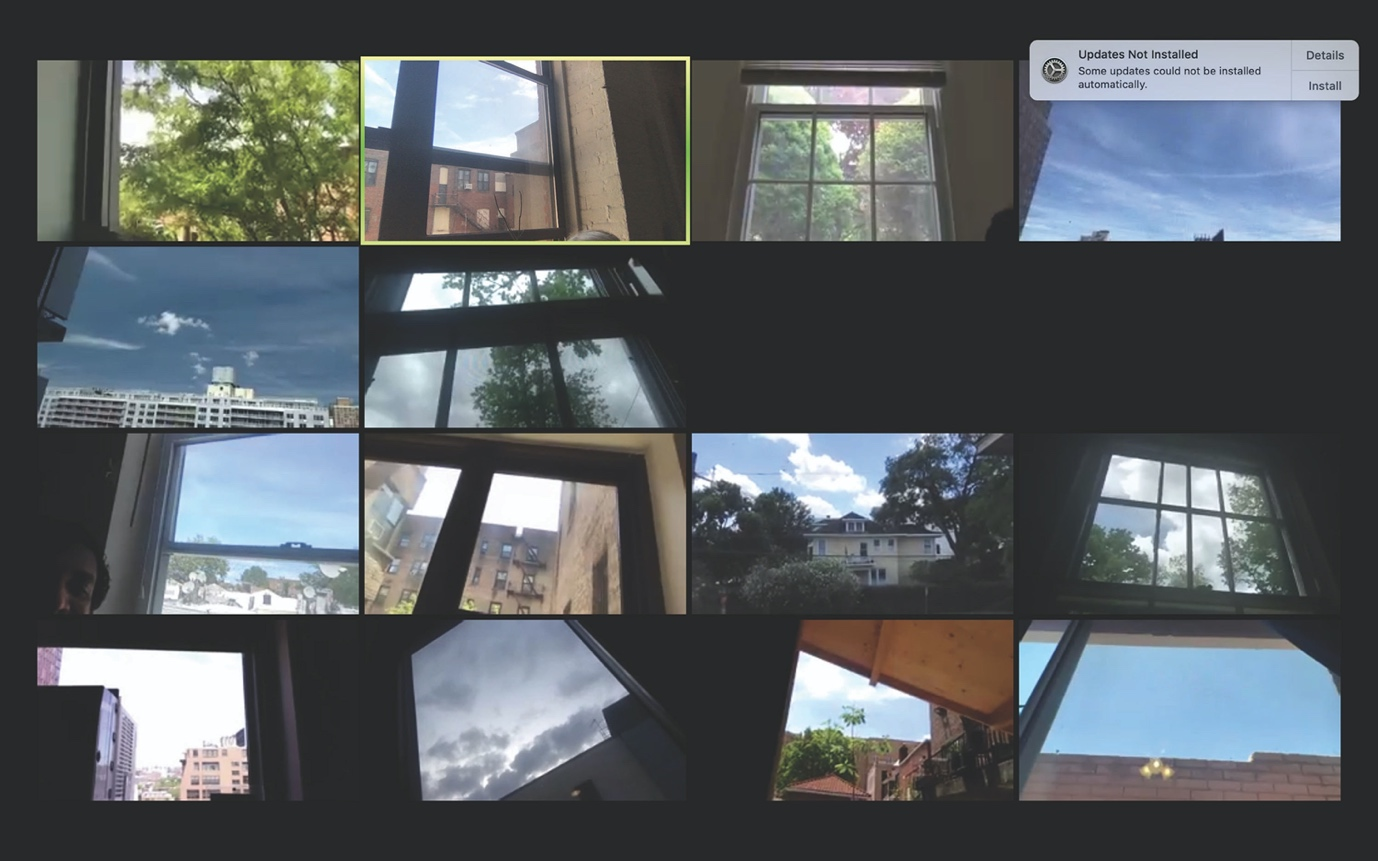 Updates Not Installed
Some updates could not be installed
automatically.
Details
Install